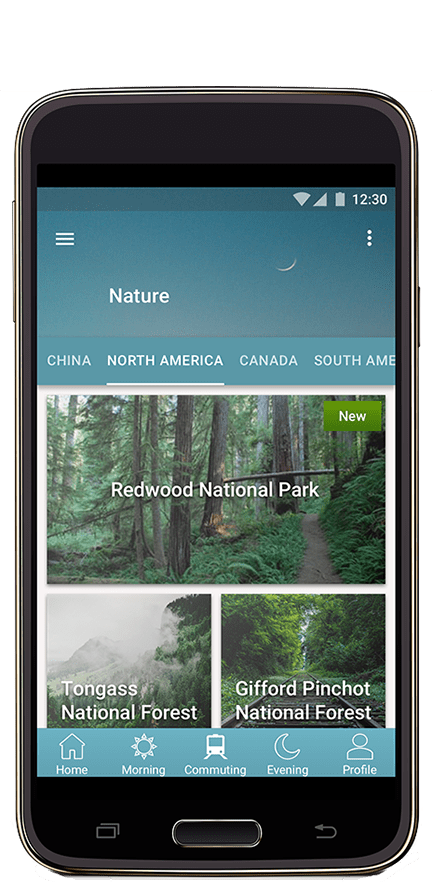 12:30
Nature
CHINA
NORTH AMERICA
CANADA
SOUTH AME
New
Redwood National Park
Tongass
National Forest
Gifford Pinchot
National Forest
Home
Morning
Commuting
Evening
Profile